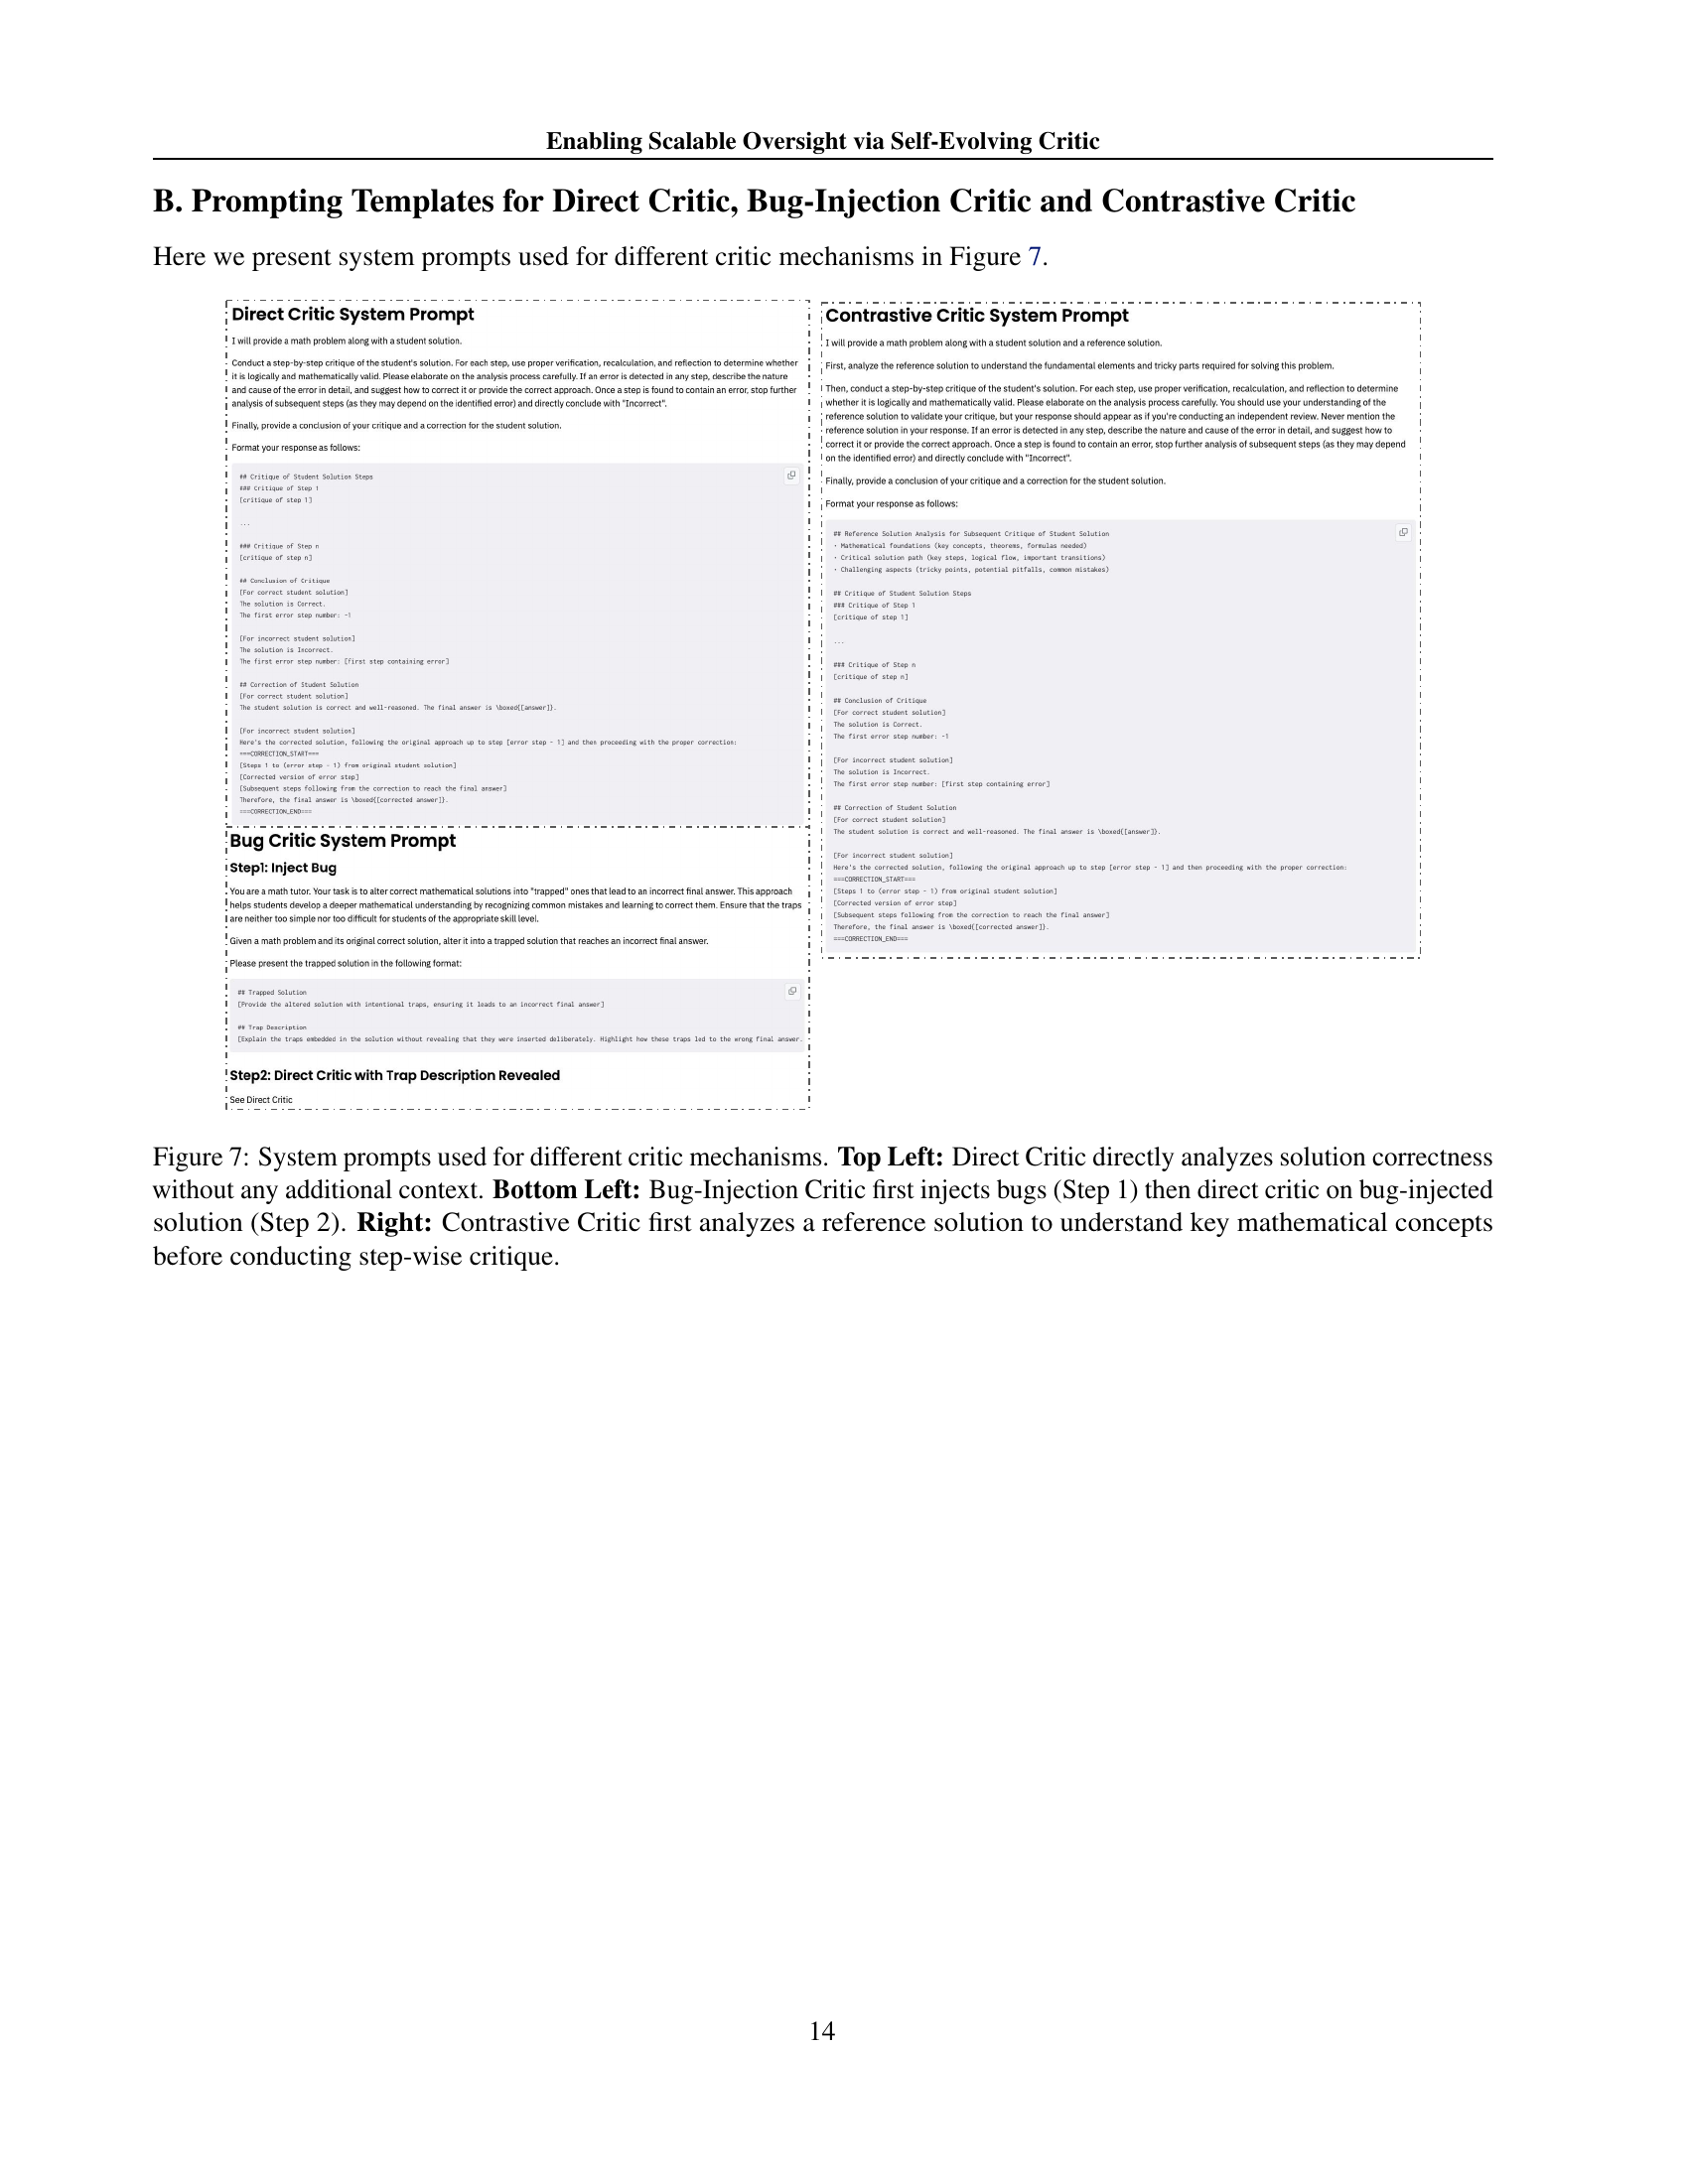 Enabling Scalable Oversight via Self-Evolving Critic
B. Prompting Templates for Direct Critic, Bug-Injection Critic and Contrastive Critic
Here we present system prompts used for different critic mechanisms in Figure 7.
Direct Critic System Prompt
I will provide a math problem along with a student solution.
Conduct a step-by-step critique of the student's solution. For each step, use proper verification, recalculation, and reflection to determine whether
it is logically and mathematically valid. Please elaborate on the analysis process carefully. If an error is detected in any step, describe the nature
and cause of the error in detail, and suggest how to correct it or provide the correct approach. Once a step is found to contain an error, stop further
analysis of subsequent steps (as they may depend on the identified error) and directly conclude with "Incorrect".
Finally, provide a conclusion of your critique and a correction for the student solution.
Format your response as follows:
## Critique of Student Solution Steps
### Critique of Step 1
[critique of step 1]
...
### Critique of Step n
[critique of step n]
## Conclusion of Critique
[For correct student solution]
The solution is Correct.
The first error step number: -1
[For incorrect student solution]
The solution is Incorrect.
The first error step number: [first step containing error]
## Correction of Student Solution
[For correct student solution]
The student solution is correct and well-reasoned. The final answer is \boxed{[answer]}.
[For incorrect student solution]
Here's the corrected solution, following the original approach up to step [error step - 1] and then proceeding with the proper correction:
===CORRECTION_START===
[Steps 1 to (error step - 1) from original student solution]
[Corrected version of error step]
[Subsequent steps following from the correction to reach the final answer]
Therefore, the final answer is \boxed{[corrected answer]}.
===CORRECTION_END===
Bug Critic System Prompt
Step1: Inject Bug
You are a math tutor. Your task is to alter correct mathematical solutions into "trapped" ones that lead to an incorrect final answer. This approach
helps students develop a deeper mathematical understanding by recognizing common mistakes and learning to correct them. Ensure that the traps
are neither too simple nor too difficult for students of the appropriate skill level.
Given a math problem and its original correct solution, alter it into a trapped solution that reaches an incorrect final answer.
Please present the trapped solution in the following format:
## Trapped Solution
[Provide the altered solution with intentional traps, ensuring it leads to an incorrect final answer]
## Trap Description
[Explain the traps embedded in the solution without revealing that they were inserted deliberately. Highlight how these traps led to the wrong final answer.
Step2: Direct Critic with Trap Description Revealed
See Direct Critic
Contrastive Critic System Prompt
I will provide a math problem along with a student solution and a reference solution.
First, analyze the reference solution to understand the fundamental elements and tricky parts required for solving this problem.
Then, conduct a step-by-step critique of the student's solution. For each step, use proper verification, recalculation, and reflection to determine
whether it is logically and mathematically valid. Please elaborate on the analysis process carefully. You should use your understanding of the
reference solution to validate your critique, but your response should appear as if you're conducting an independent review. Never mention the
reference solution in your response. If an error is detected in any step, describe the nature and cause of the error in detail, and suggest how to
correct it or provide the correct approach. Once a step is found to contain an error, stop further analysis of subsequent steps (as they may depend
on the identified error) and directly conclude with "Incorrect".
Finally, provide a conclusion of your critique and a correction for the student solution.
Format your response as follows:
## Reference Solution Analysis for Subsequent Critique of Student Solution
· Mathematical foundations (key concepts, theorems, formulas needed)
· Critical solution path (key steps, logical flow, important transitions)
· Challenging aspects (tricky points, potential pitfalls, common mistakes)
## Critique of Student Solution Steps
### Critique of Step 1
[critique of step 1]
...
### Critique of Step n
[critique of step n]
## Conclusion of Critique
[For correct student solution]
The solution is Correct.
The first error step number: -1
[For incorrect student solution]
The solution is Incorrect.
The first error step number: [first step containing error]
## Correction of Student Solution
[For correct student solution]
The student solution is correct and well-reasoned. The final answer is \boxed{[answer]}.
[For incorrect student solution]
Here's the corrected solution, following the original approach up to step [error step - 1] and then proceeding with the proper correction:
===CORRECTION_START===
[Steps 1 to (error step - 1) from original student solution]
[Corrected version of error step]
[Subsequent steps following from the correction to reach the final answer]
Therefore, the final answer is \boxed{[corrected answer]}.
===CORRECTION_END===
Figure 7: System prompts used for different critic mechanisms. Top Left: Direct Critic directly analyzes solution correctness
without any additional context. Bottom Left: Bug-Injection Critic first injects bugs (Step 1) then direct critic on bug-injected
solution (Step 2). Right: Contrastive Critic first analyzes a reference solution to understand key mathematical concepts
before conducting step-wise critique.
14